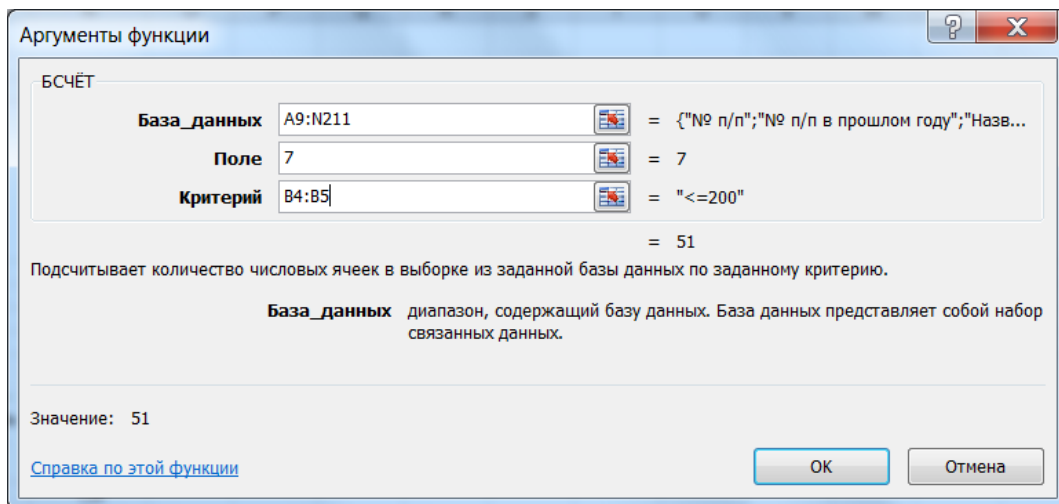 Аргументы функции
БСЧЁТ
База_данных A9:N211 = {"№ п/п";"№ п/п в прошлом году";"Назв...
Поле 7 = 7
Критерий B4:B5 = "<=200"
= 51
Подсчитывает количество числовых ячеек в выборке из заданной базы данных по заданному критерию.
База_данных диапазон, содержащий базу данных. База данных представляет собой набор
связанных данных.
Значение: 51
Справка по этой функции OK Отмена